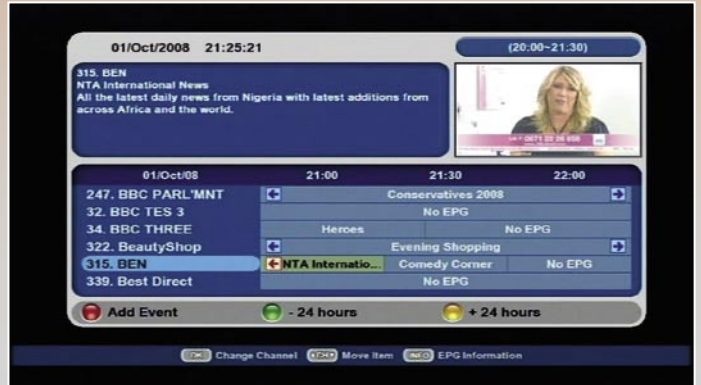 01/Oct/2008 21:25:21
(20:00~21:30)
315. BEN
NTA International News
All the latest daily news from Nigeria with latest additions from
across Africa and the world.
01/Oct/08 21:00 21:30 22:00
247. BBC PARL'MNT Conservatives 2008
32. BBC TES 3 No EPG
34. BBC THREE Heroes No EPG
322. BeautyShop Evening Shopping
315. BEN NTA Internatio... Comedy Corner No EPG
339. Best Direct No EPG
Add Event - 24 hours + 24 hours
OK Change Channel Move Item INFO EPG Information